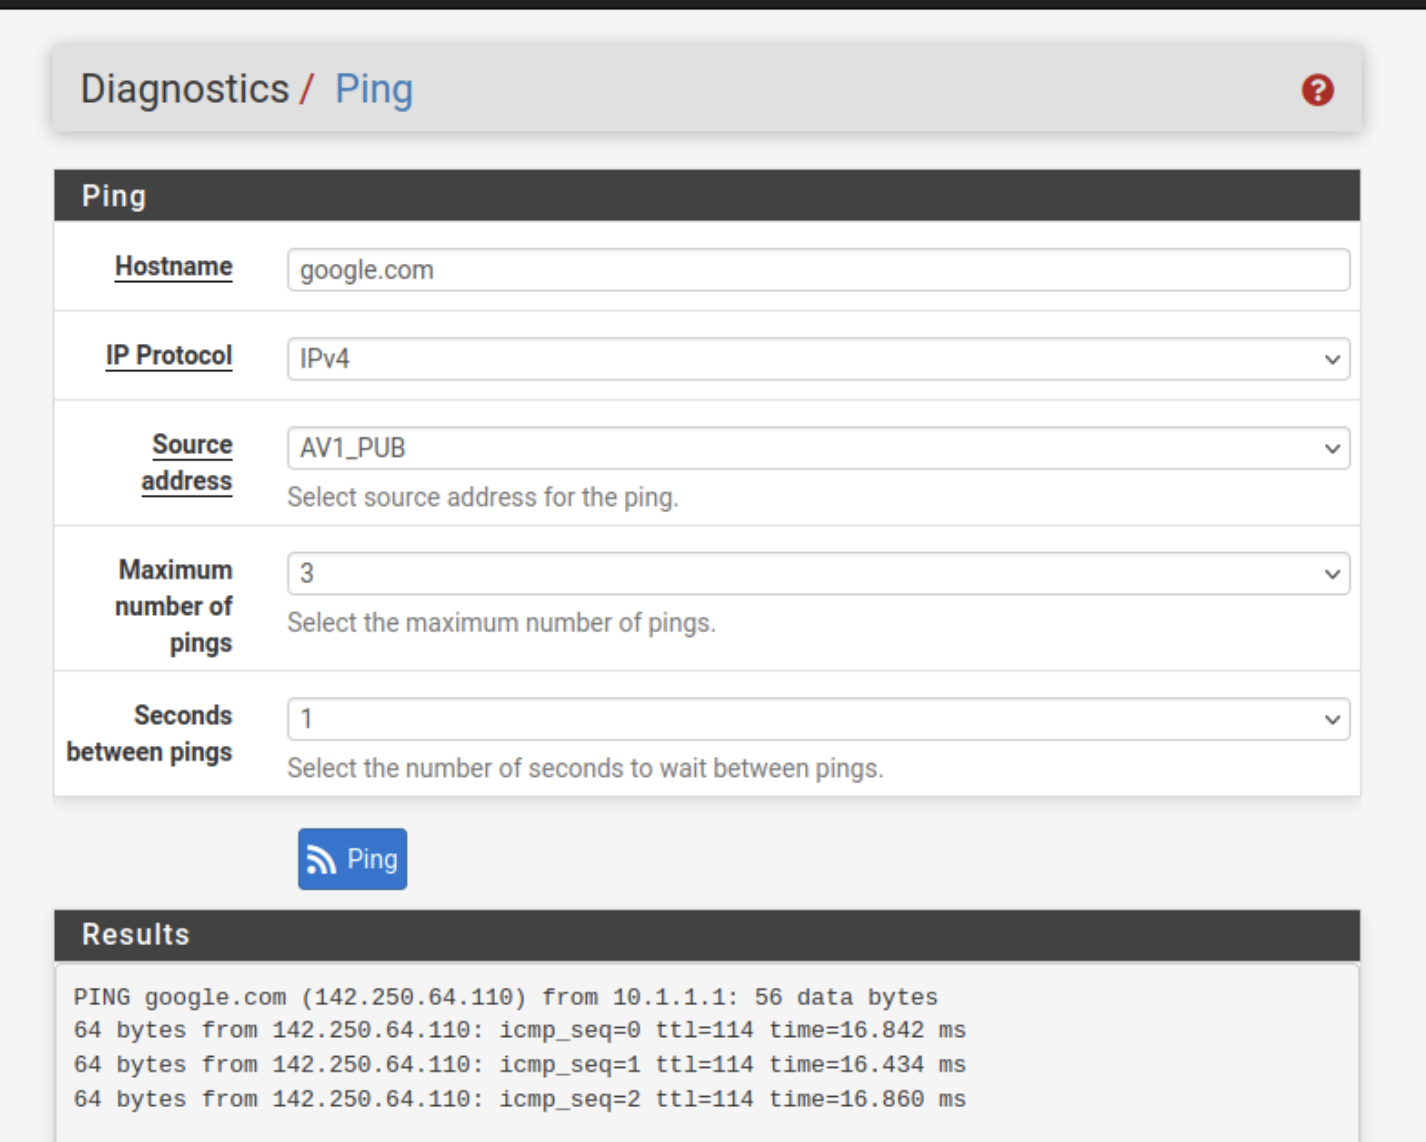 Diagnostics / Ping
Ping
Hostname
google.com
IP Protocol
IPv4
Source
address
AV1_PUB
Select source address for the ping.
Maximum
number of
pings
3
Select the maximum number of pings.
Seconds
between pings
1
Select the number of seconds to wait between pings.
Ping
Results
PING google.com (142.250.64.110) from 10.1.1.1: 56 data bytes
64 bytes from 142.250.64.110: icmp_seq=0 ttl=114 time=16.842 ms
64 bytes from 142.250.64.110: icmp_seq=1 ttl=114 time=16.434 ms
64 bytes from 142.250.64.110: icmp_seq=2 ttl=114 time=16.860 ms